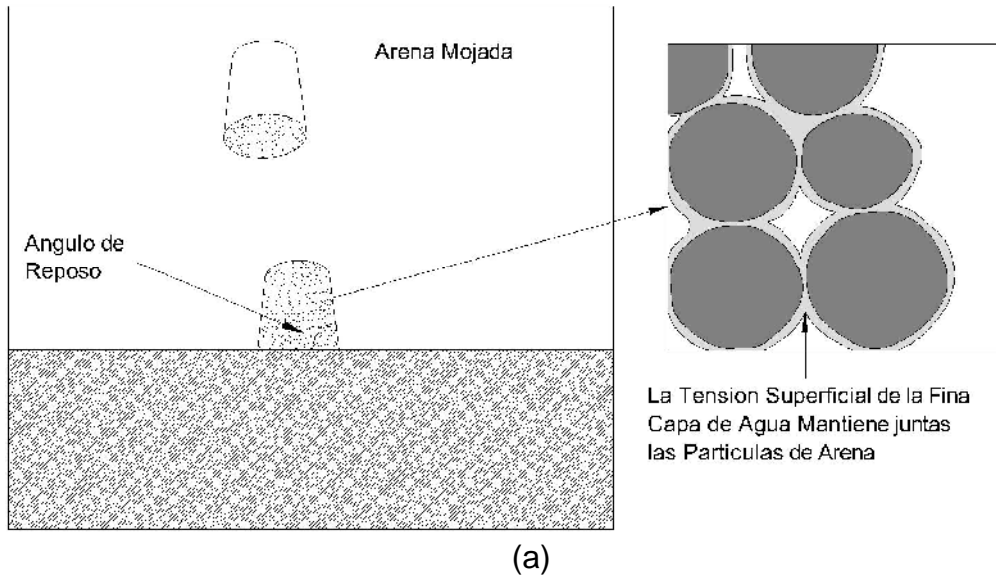 Arena Mojada
Angulo de
Reposo
La Tension Superficial de la Fina
Capa de Agua Mantiene juntas
las Particulas de Arena
(a)